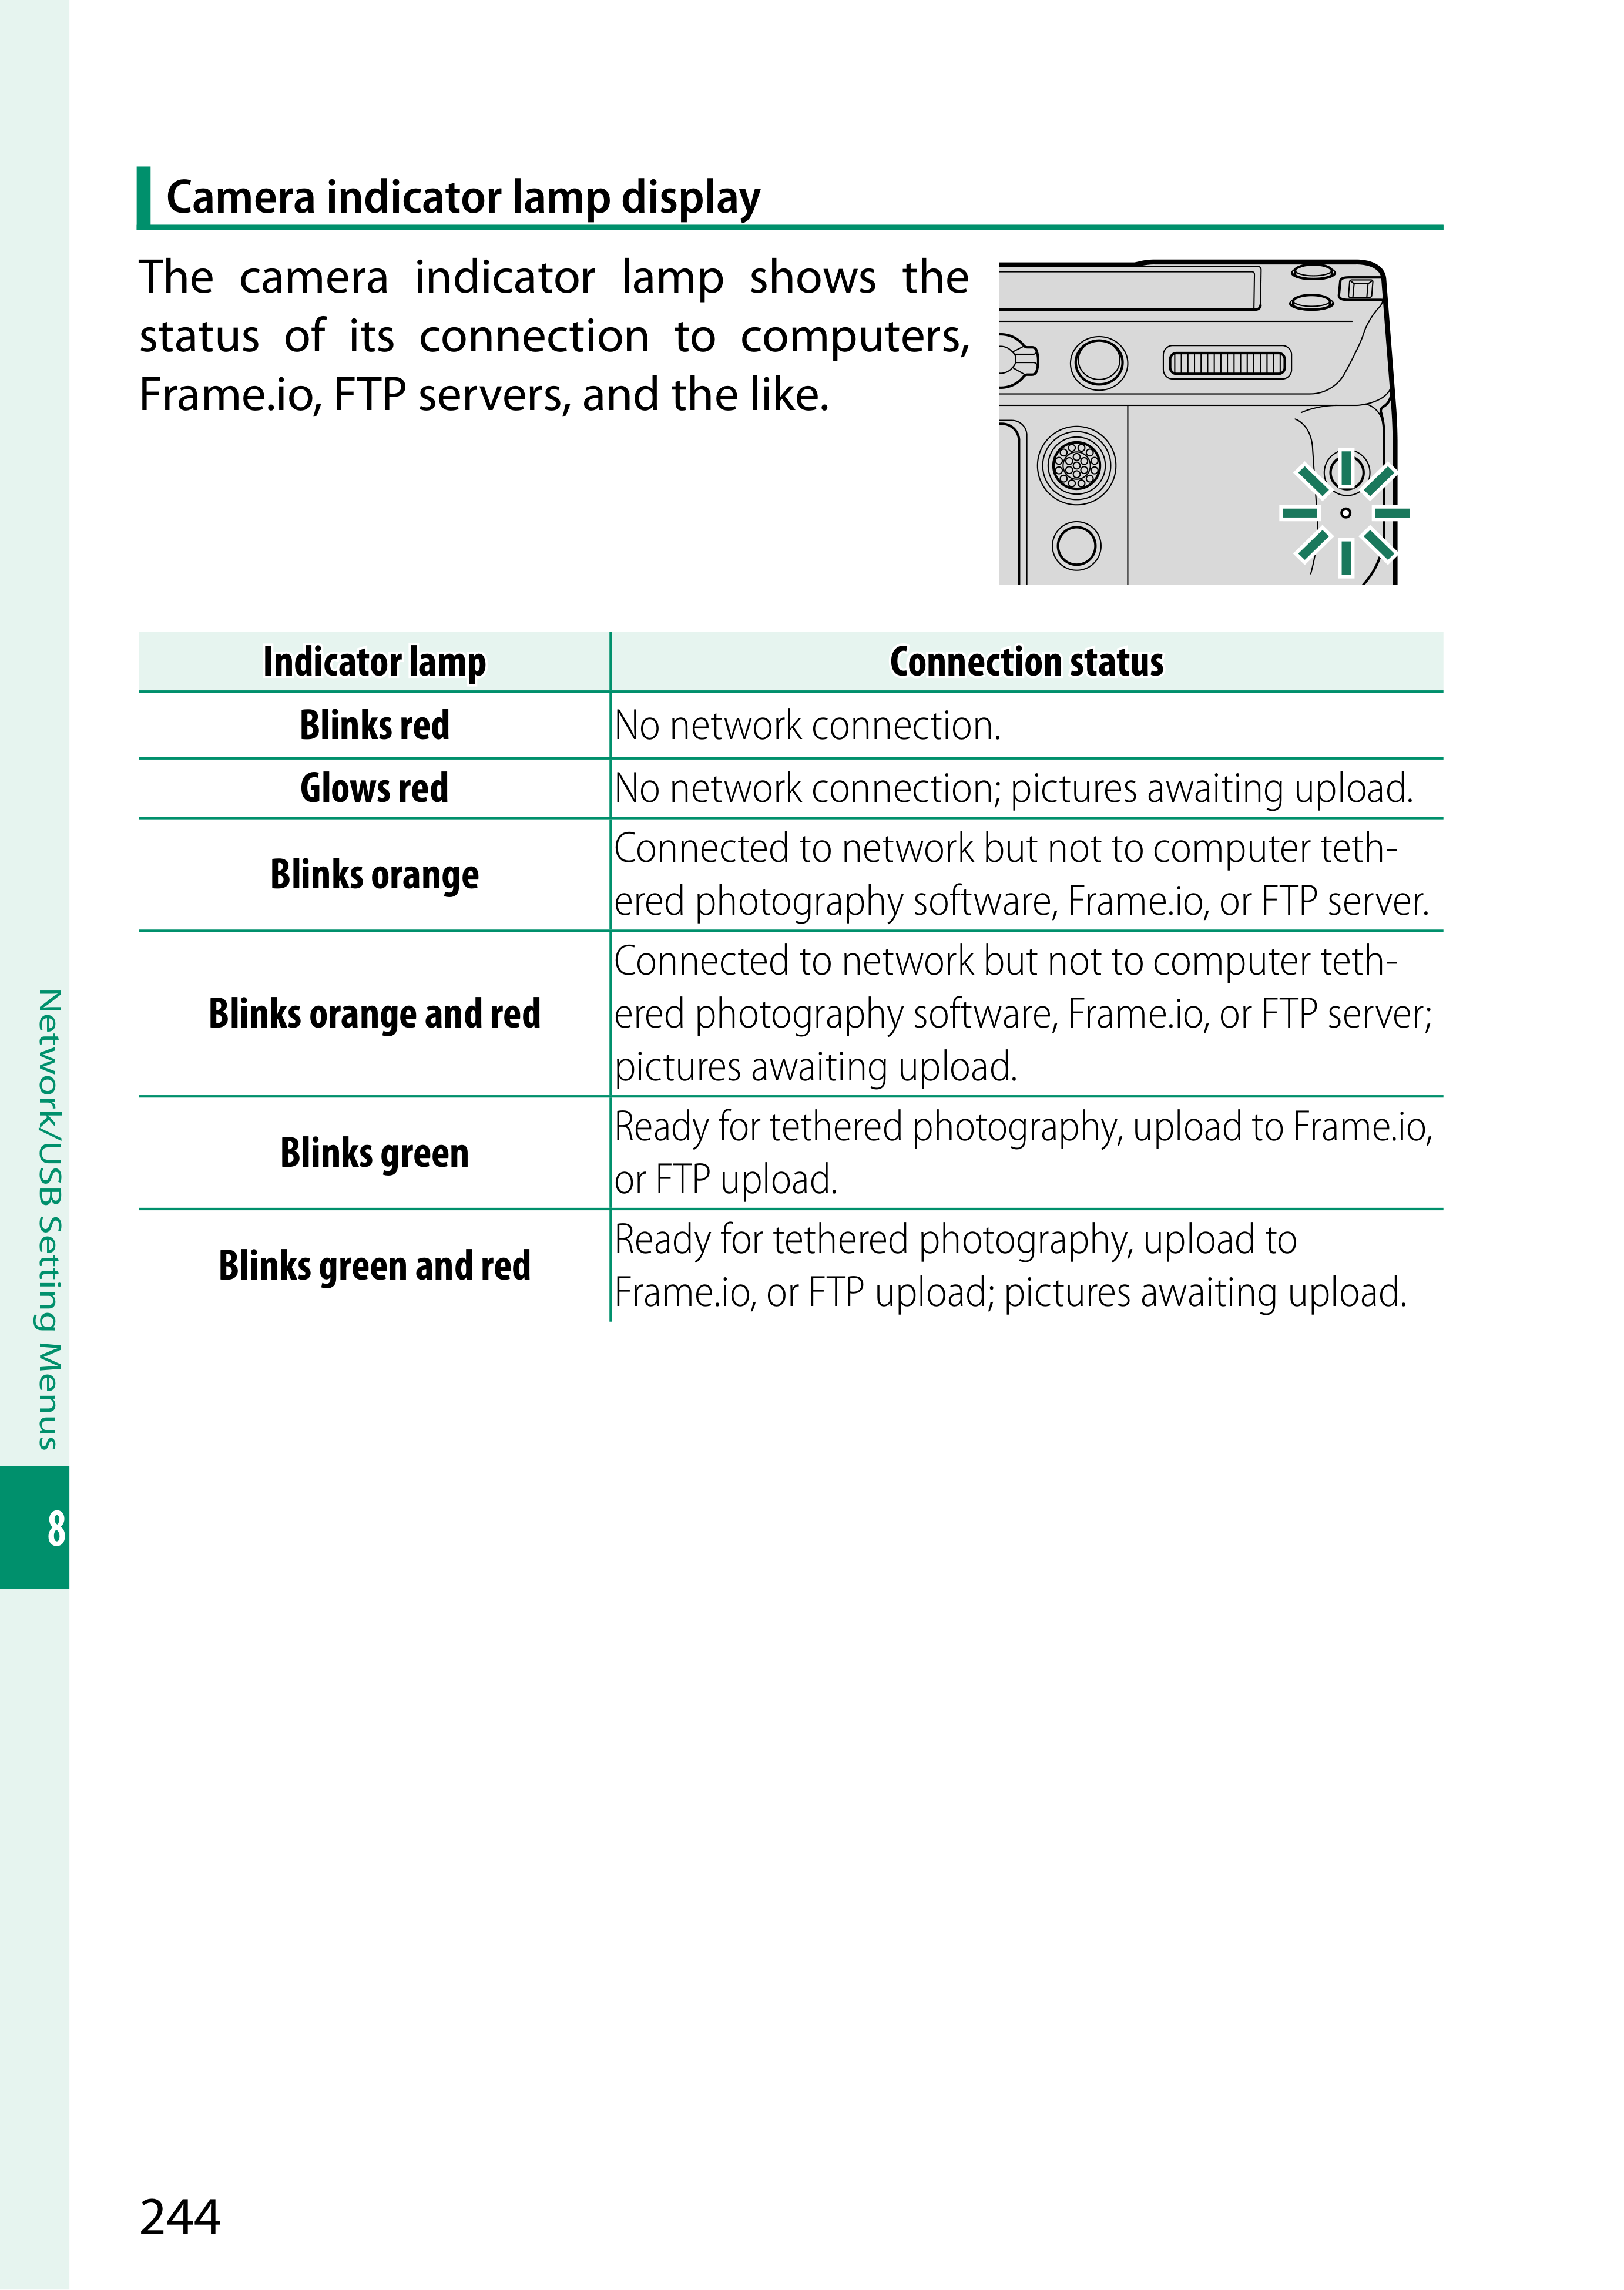 Camera indicator lamp display
The camera indicator lamp shows the
status of its connection to computers,
Frame.io, FTP servers, and the like.
Indicator lamp
Connection status
Blinks red
No network connection.
Glows red
No network connection; pictures awaiting upload.
Blinks orange
Connected to network but not to computer teth-
ered photography software, Frame.io, or FTP server.
Blinks orange and red
Connected to network but not to computer teth-
ered photography software, Frame.io, or FTP server;
pictures awaiting upload.
Blinks green
Ready for tethered photography, upload to Frame.io,
or FTP upload.
Blinks green and red
Ready for tethered photography, upload to
Frame.io, or FTP upload; pictures awaiting upload.
Network/USB Setting Menus
8
244